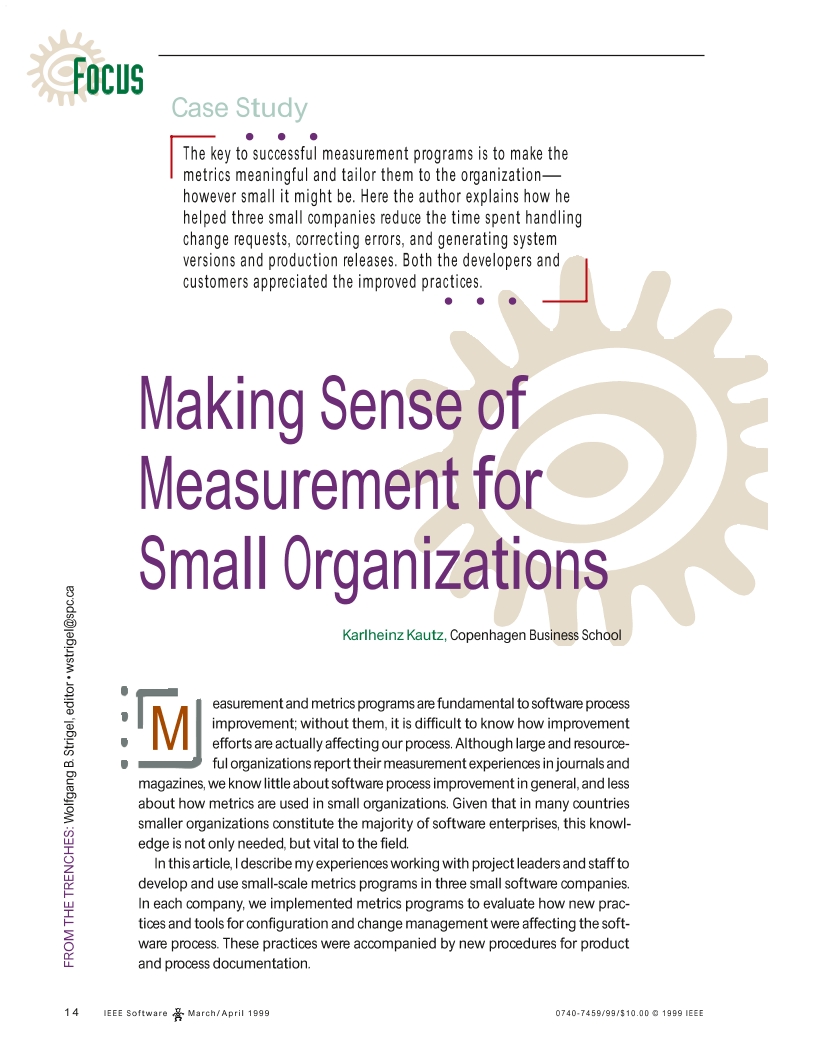 Focus
Case Study
The key to successful measurement programs is to make the
metrics meaningful and tailor them to the organization—
however small it might be. Here the author explains how he
helped three small companies reduce the time spent handling
change requests, correcting errors, and generating system
versions and production releases. Both the developers and
customers appreciated the improved practices.
Making Sense of
Measurement for
Small Organizations
Karlheinz Kautz, Copenhagen Business School
FROM THE TRENCHES: Wolfgang B. Strigel, editor • wstrigel@spc.ca
Measurement and metrics programs are fundamental to software process
improvement; without them, it is difficult to know how improvement
efforts are actually affecting our process. Although large and resource-
ful organizations report their measurement experiences in journals and
magazines, we know little about software process improvement in general, and less
about how metrics are used in small organizations. Given that in many countries
smaller organizations constitute the majority of software enterprises, this knowl-
edge is not only needed, but vital to the field.
In this article, I describe my experiences working with project leaders and staff to
develop and use small-scale metrics programs in three small software companies.
In each company, we implemented metrics programs to evaluate how new prac-
tices and tools for configuration and change management were affecting the soft-
ware process. These practices were accompanied by new procedures for product
and process documentation.
14 IEEE Software March/April 1999 0740-7459/99/$10.00 © 1999 IEEE